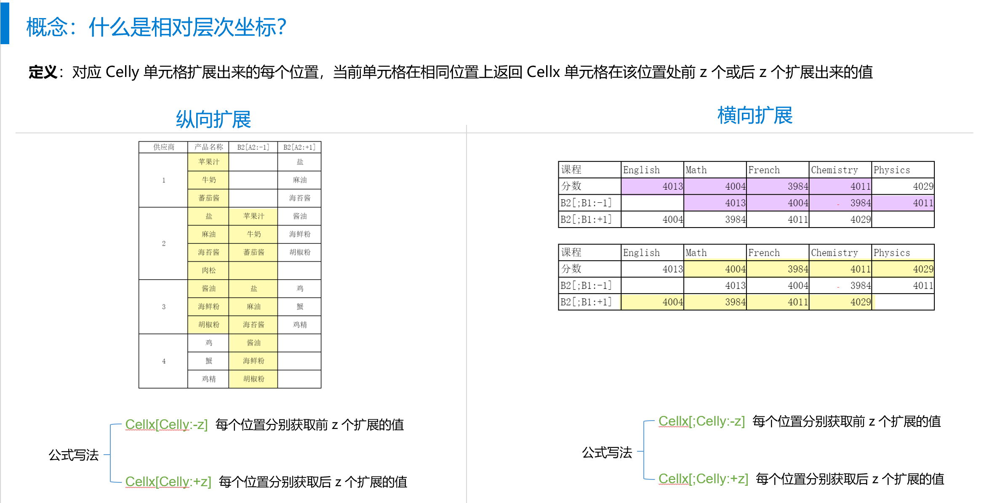 概念：什么是相对层次坐标？
定义：对应 Celly 单元格扩展出来的每个位置，当前单元格在相同位置上返回 Cellx 单元格在该位置处前 z 个或后 z 个扩展出来的值
纵向扩展
供应商 产品名称 B2[A2:-1] B2[A2:+1]
苹果汁 盐
1 牛奶 麻油
蕃茄酱 海苔酱
盐 苹果汁 酱油
麻油 牛奶 海鲜粉
2
海苔酱 蕃茄酱 胡椒粉
肉松
酱油 盐 鸡
3 海鲜粉 麻油 蟹
胡椒粉 海苔酱 鸡精
鸡 酱油
4 蟹 海鲜粉
鸡精 胡椒粉
公式写法
Cellx[Celly:-z] 每个位置分别获取前 z 个扩展的值
Cellx[Celly:+z] 每个位置分别获取后 z 个扩展的值
横向扩展
课程 English Math French Chemistry Physics
分数 4013 4004 3984 4011 4029
B2[;B1:-1] 4013 4004 - 3984 4011
B2[;B1:+1] 4004 3984 4011 4029
课程 English Math French Chemistry Physics
分数 4013 4004 3984 4011 4029
B2[;B1:-1] 4013 4004 - 3984 4011
B2[;B1:+1] 4004 3984 4011 4029
公式写法
Cellx[;Celly:-z] 每个位置分别获取前 z 个扩展的值
Cellx[;Celly:+z] 每个位置分别获取后 z 个扩展的值